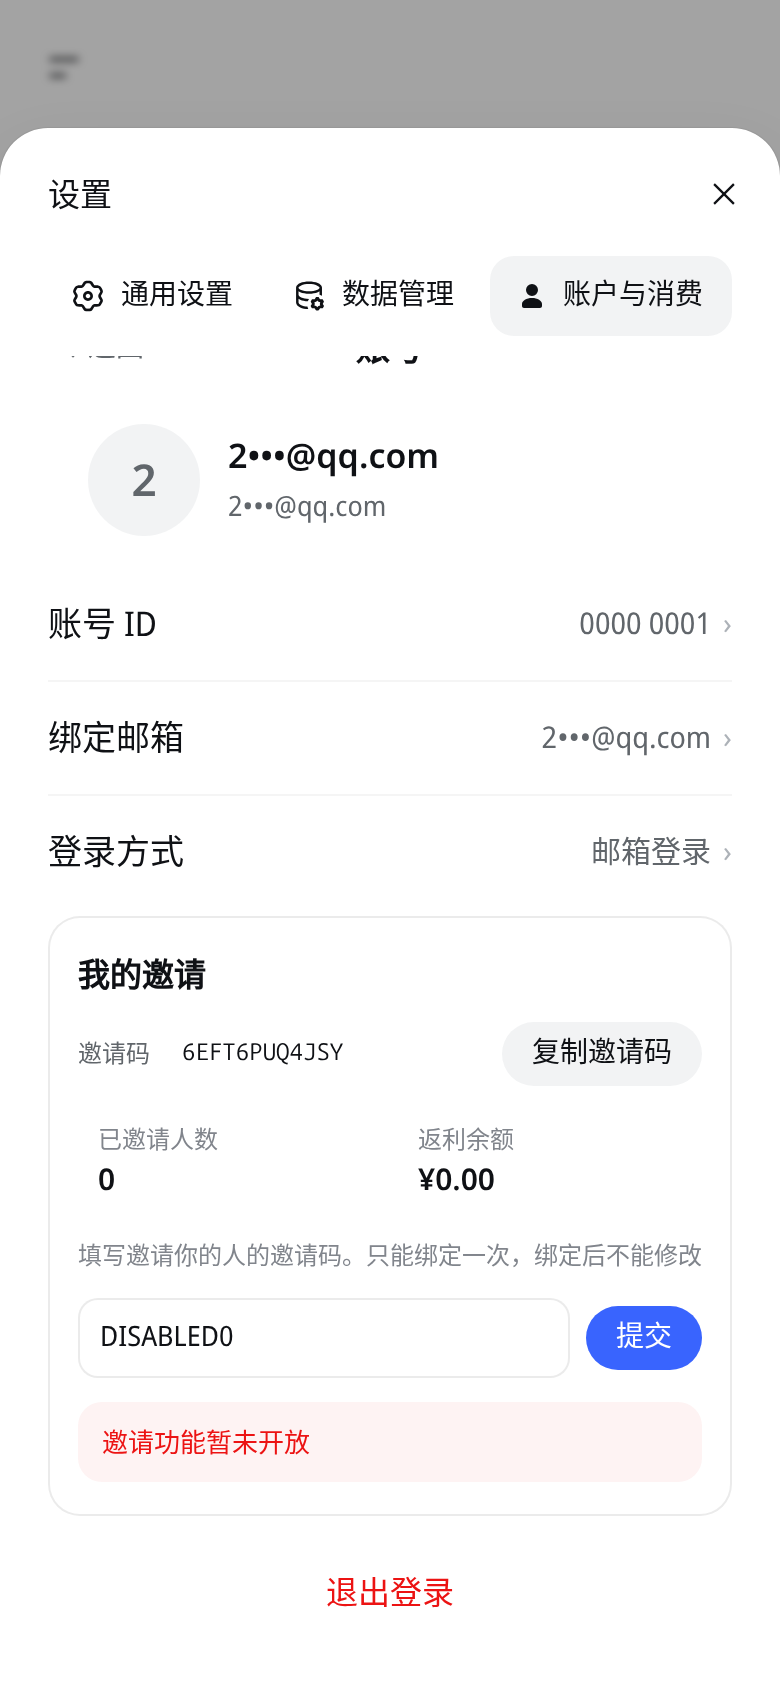 设置
通用设置 数据管理 账户与消费
2 2•••@qq.com
2•••@qq.com
账号 ID 0000 0001 ›
绑定邮箱 2•••@qq.com ›
登录方式 邮箱登录 ›
我的邀请
邀请码 6EFT6PUQ4JSY 复制邀请码
已邀请人数 返利余额
0 ¥0.00
填写邀请你的人的邀请码。只能绑定一次，绑定后不能修改
DISABLED0 提交
邀请功能暂未开放
退出登录